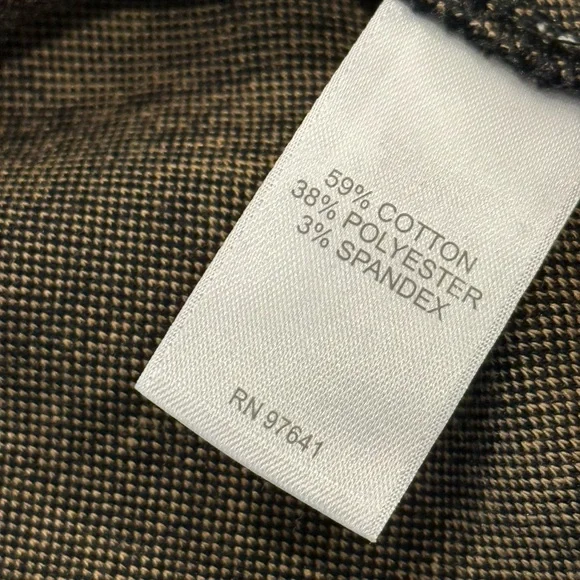 59% COTTON
38% POLYESTER
3% SPANDEX
RN 97641